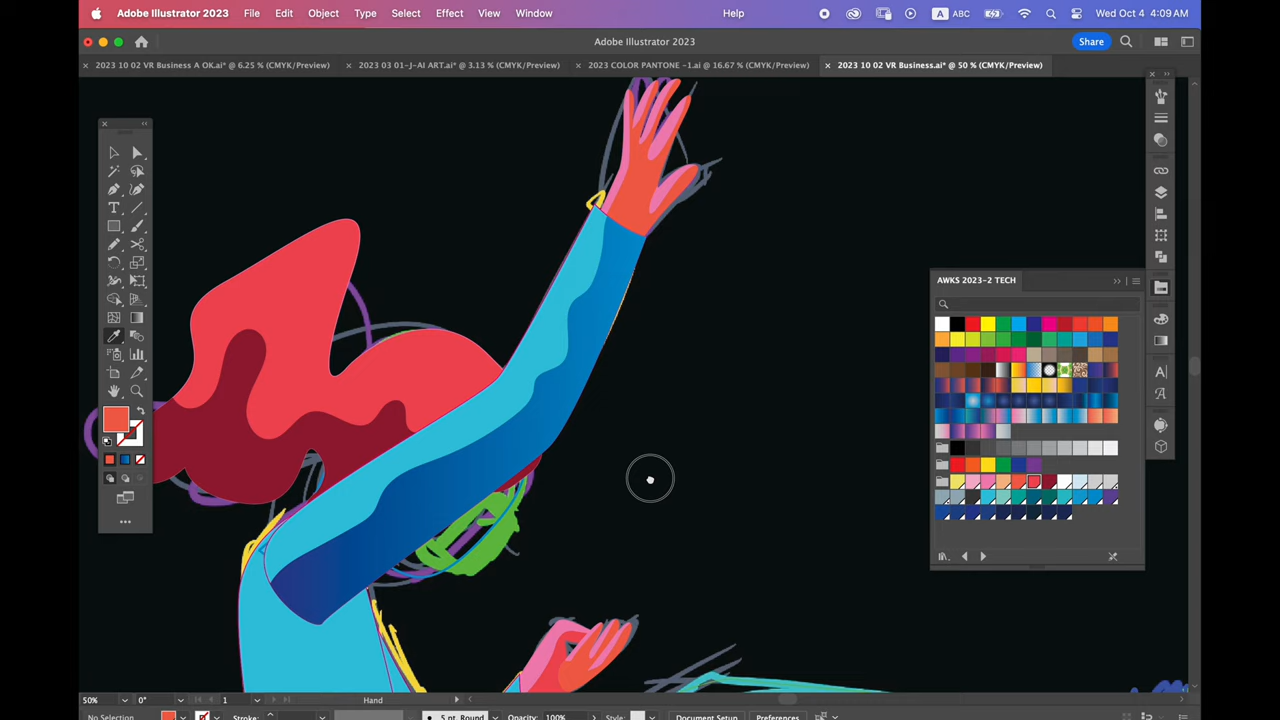 Adobe Illustrator 2023 File Edit Object Type Select Effect View Window Help A ABC Wed Oct 4 4:09 AM
Adobe Illustrator 2023 Share
2023 10 02 VR Business A OK.ai* @ 6.25 % (CMYK/Preview) 2023 03 01-J-AI ART.ai* @ 3.13 % (CMYK/Preview) 2023 COLOR PANTONE -1.ai @ 16.67 % (CMYK/Preview) 2023 10 02 VR Business.ai* @ 50 % (CMYK/Preview)
AWKS 2023-2 TECH
50% 0° 1 Hand
No Selection Stroke: 5 pt. Round Opacity: 100% Style: Document Setup Preferences